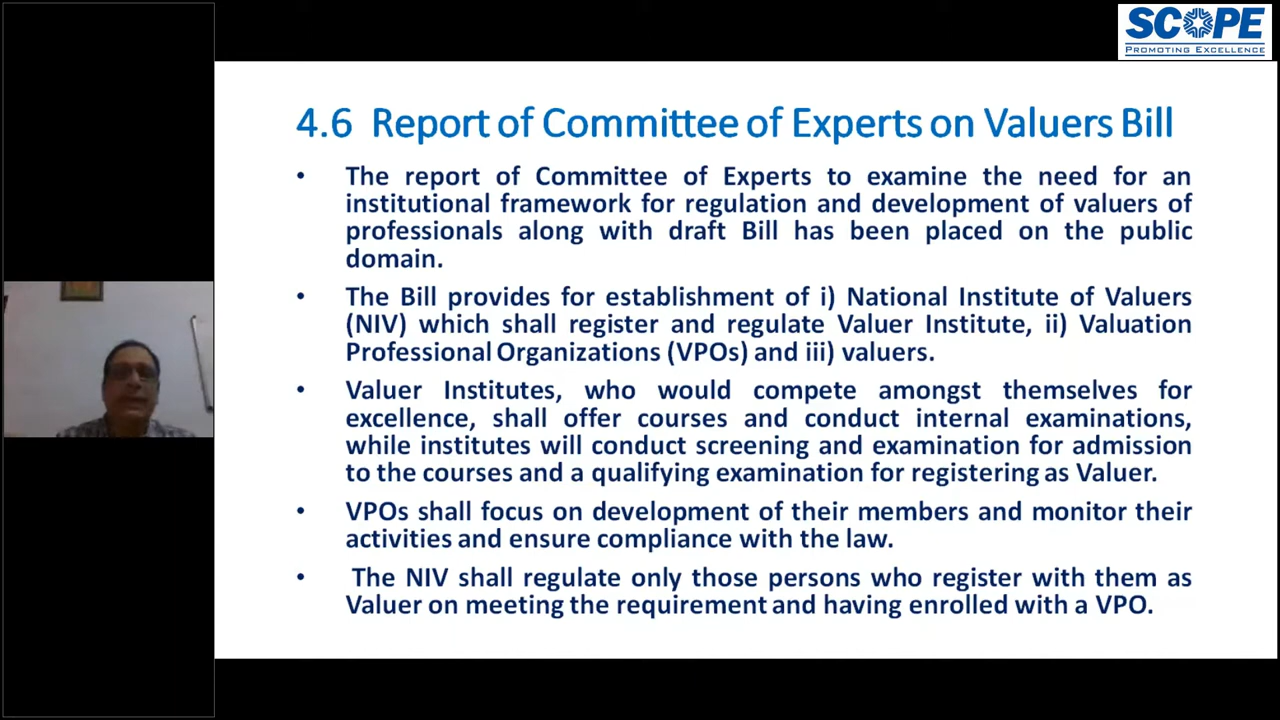 SCOPE
PROMOTING EXCELLENCE
4.6 Report of Committee of Experts on Valuers Bill
• The report of Committee of Experts to examine the need for an
institutional framework for regulation and development of valuers of
professionals along with draft Bill has been placed on the public
domain.
• The Bill provides for establishment of i) National Institute of Valuers
(NIV) which shall register and regulate Valuer Institute, ii) Valuation
Professional Organizations (VPOs) and iii) valuers.
• Valuer Institutes, who would compete amongst themselves for
excellence, shall offer courses and conduct internal examinations,
while institutes will conduct screening and examination for admission
to the courses and a qualifying examination for registering as Valuer.
• VPOs shall focus on development of their members and monitor their
activities and ensure compliance with the law.
• The NIV shall regulate only those persons who register with them as
Valuer on meeting the requirement and having enrolled with a VPO.